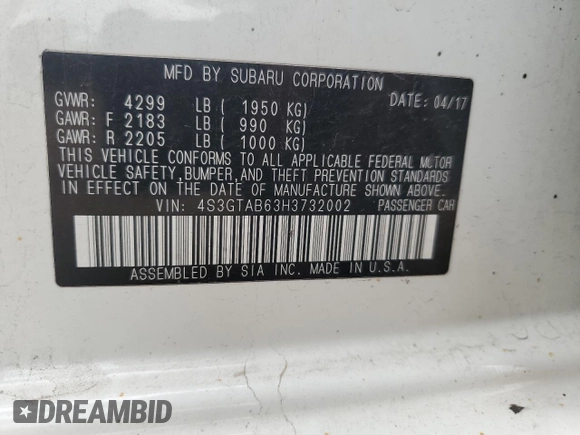 MFD BY SUBARU CORPORATION
GVWR: 4299 LB ( 1950 KG) DATE: 04/17
GAWR: F 2183 LB ( 990 KG)
GAWR: R 2205 LB ( 1000 KG)
THIS VEHICLE CONFORMS TO ALL APPLICABLE FEDERAL MOTOR
VEHICLE SAFETY, BUMPER, AND THEFT PREVENTION STANDARDS
IN EFFECT ON THE DATE OF MANUFACTURE SHOWN ABOVE.
VIN: 4S3GTAB63H3732002 PASSENGER CAR
ASSEMBLED BY SIA INC. MADE IN U.S.A.
DREAMBID